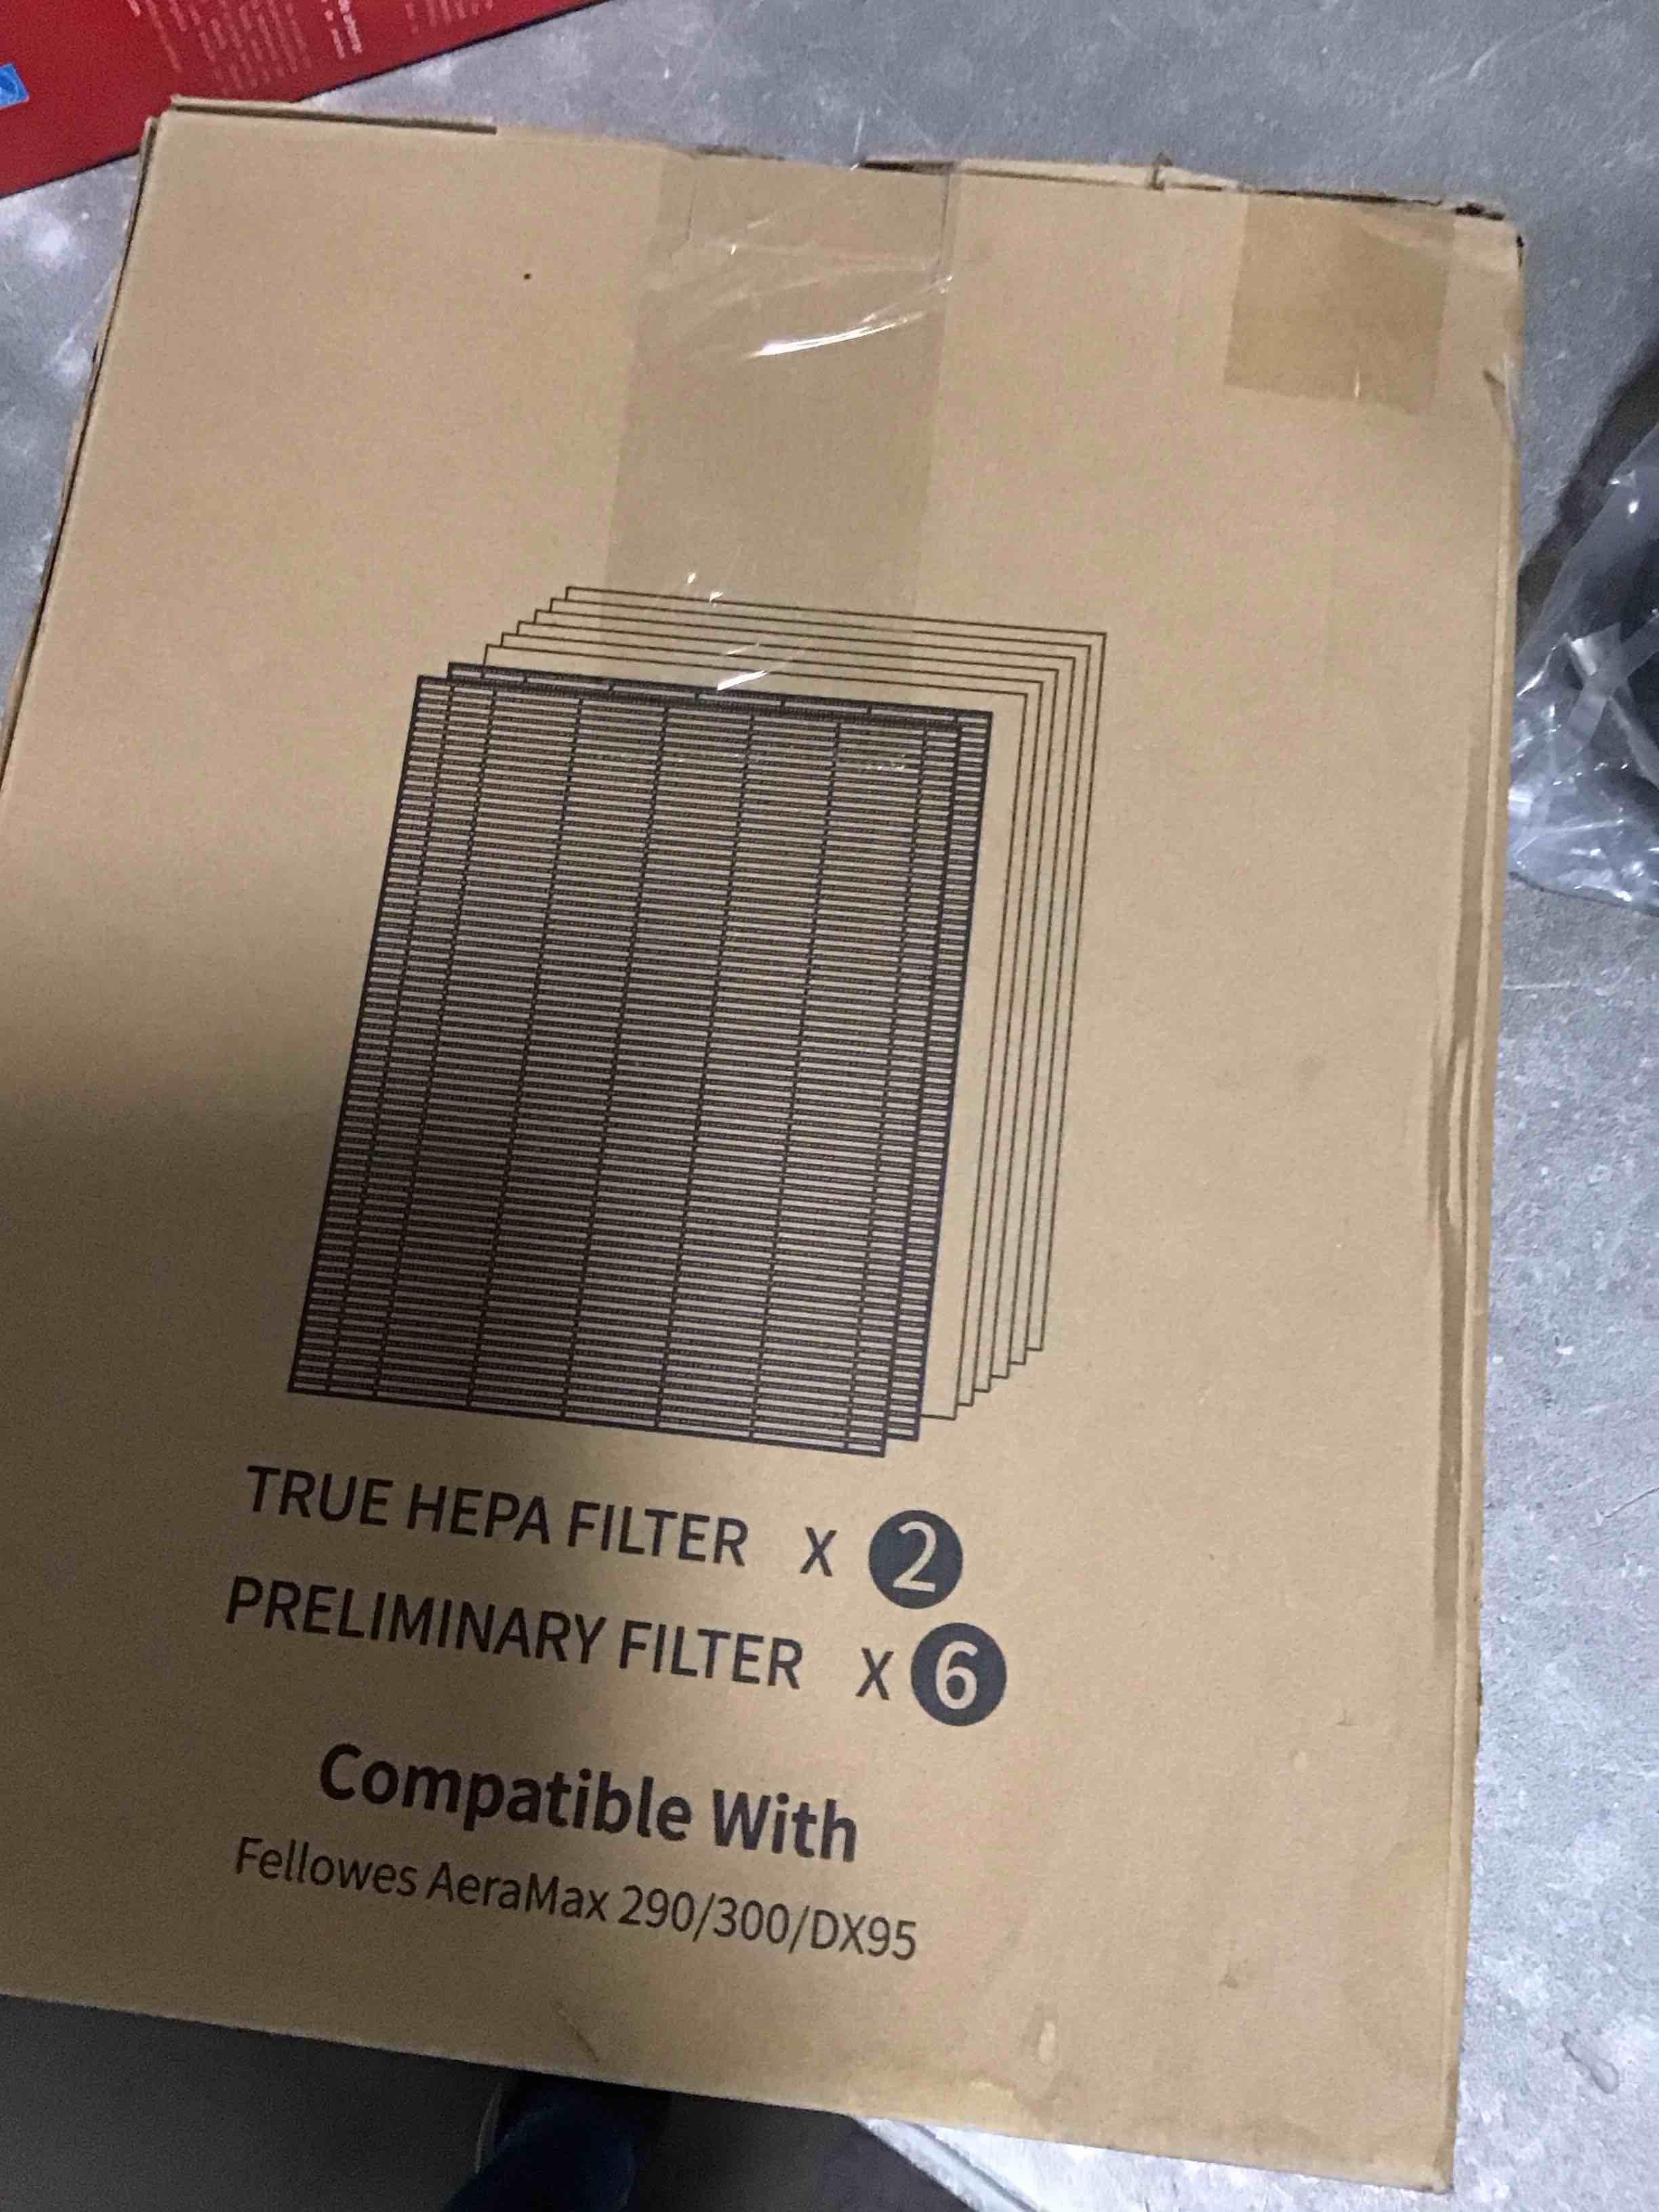 TRUE HEPA FILTER X 2
PRELIMINARY FILTER X 6
Compatible With
Fellowes AeraMax 290/300/DX95